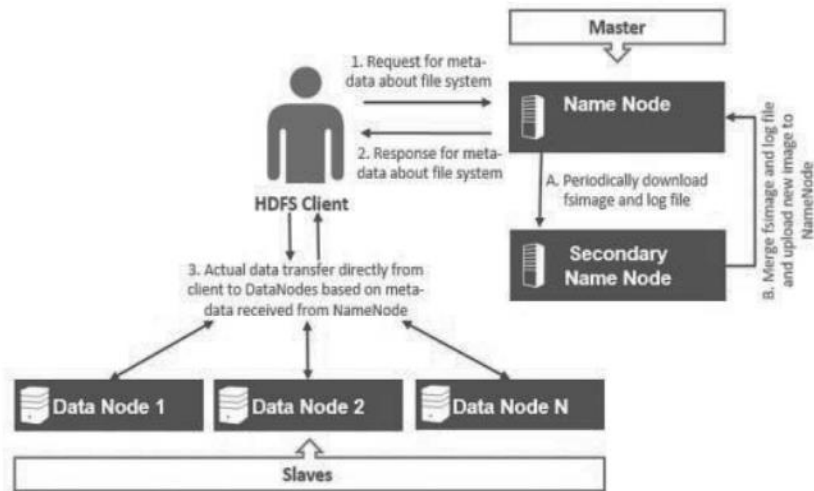 Master
1. Request for meta-
data about file system
Name Node
2. Response for meta-
data about file system
A. Periodically download
fsimage and log file
B. Merge fsimage and log file
and upload new image to
NameNode
HDFS Client
Secondary
Name Node
3. Actual data transfer directly from
client to DataNodes based on meta-
data received from NameNode
Data Node 1
Data Node 2
Data Node N
Slaves